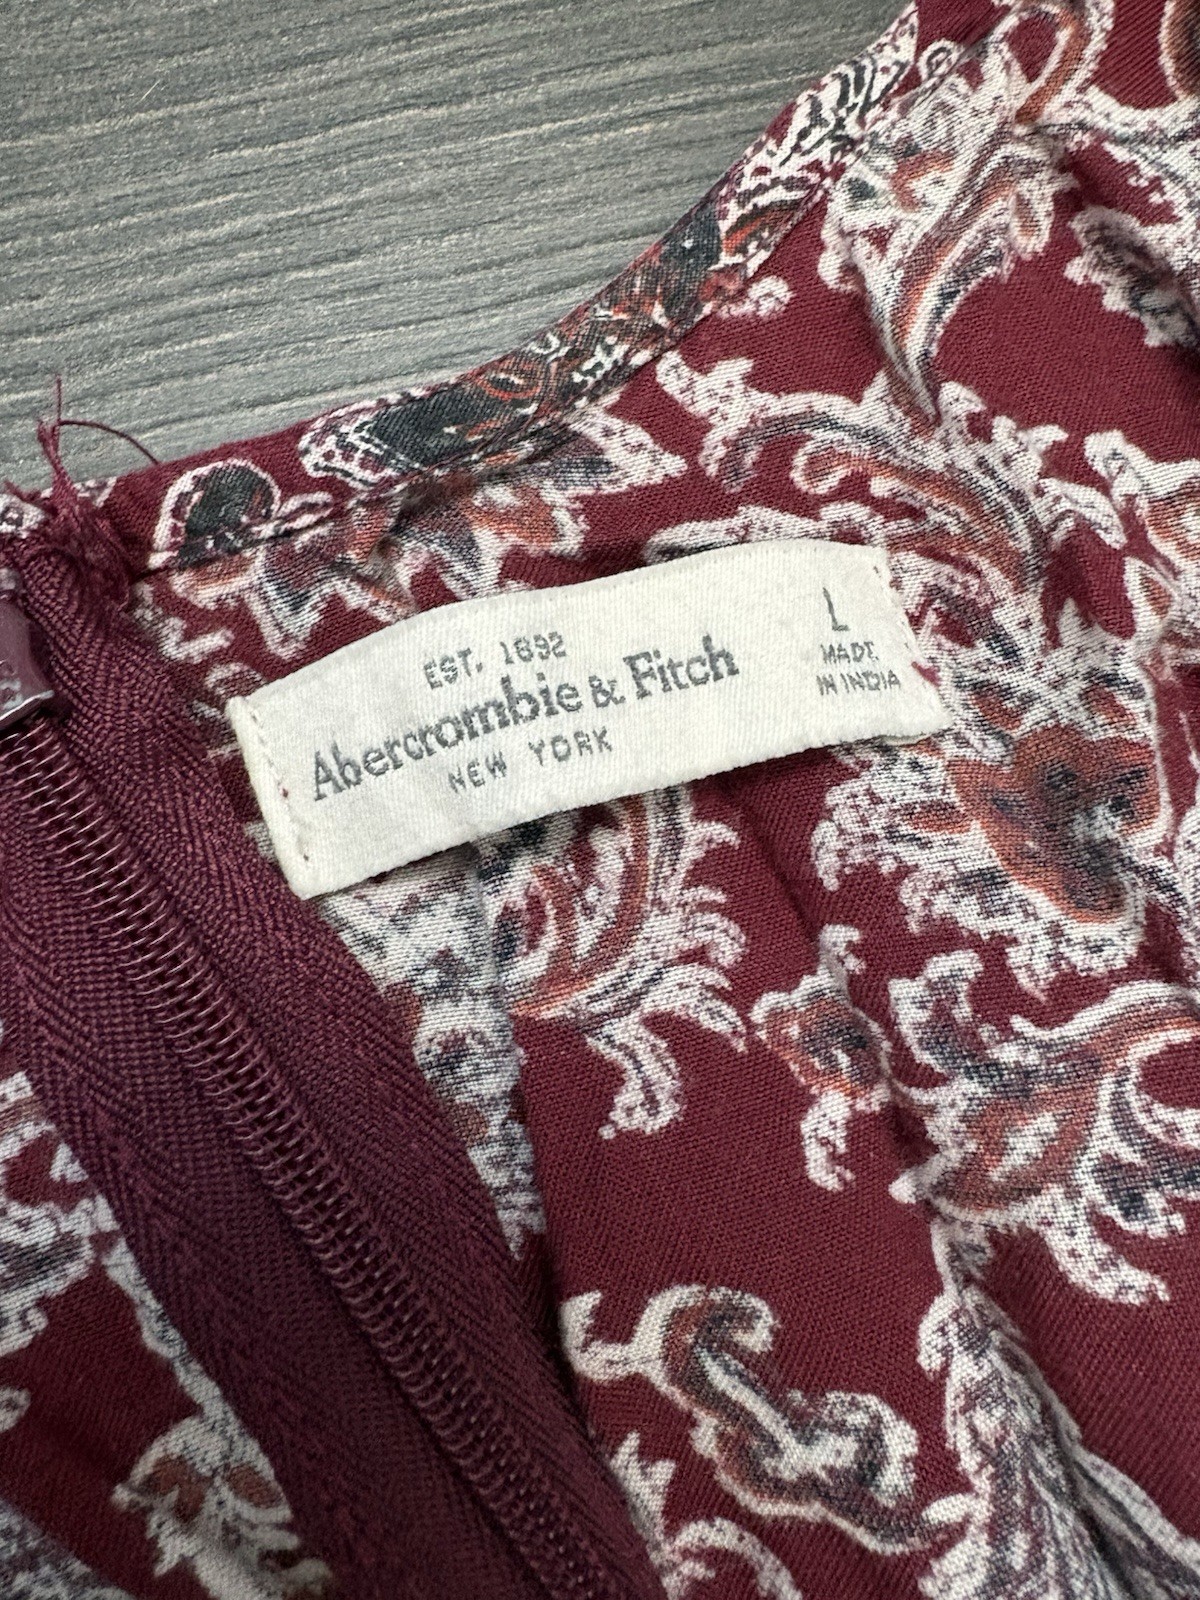 EST. 1892
Abercrombie & Fitch
NEW YORK
L
MADE
IN INDIA